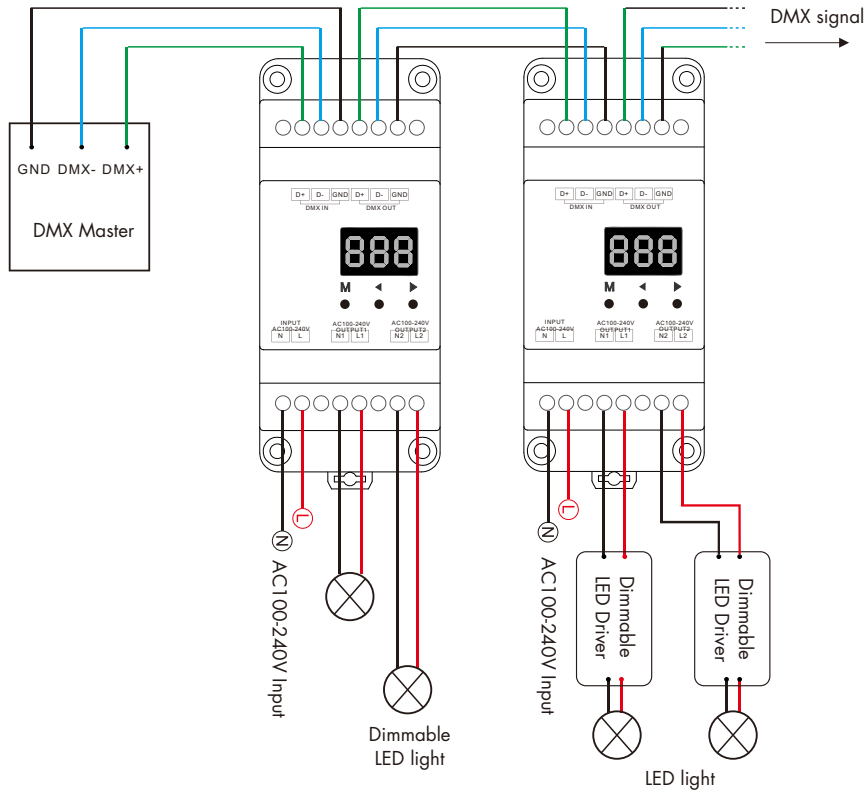 DMX signal
GND DMX- DMX+
DMX Master
D+ D- GND D+ D- GND
DMX IN DMX OUT
888
M
INPUT
AC100-240V
N L
AC100-240V
OUTPUT1
N1 L1
AC100-240V
OUTPUT2
N2 L2
D+ D- GND D+ D- GND
DMX IN DMX OUT
888
M
INPUT
AC100-240V
N L
AC100-240V
OUTPUT1
N1 L1
AC100-240V
OUTPUT2
N2 L2
N
L
AC100-240V Input
N
L
AC100-240V Input
Dimmable
LED Driver
Dimmable
LED Driver
Dimmable
LED light
LED light